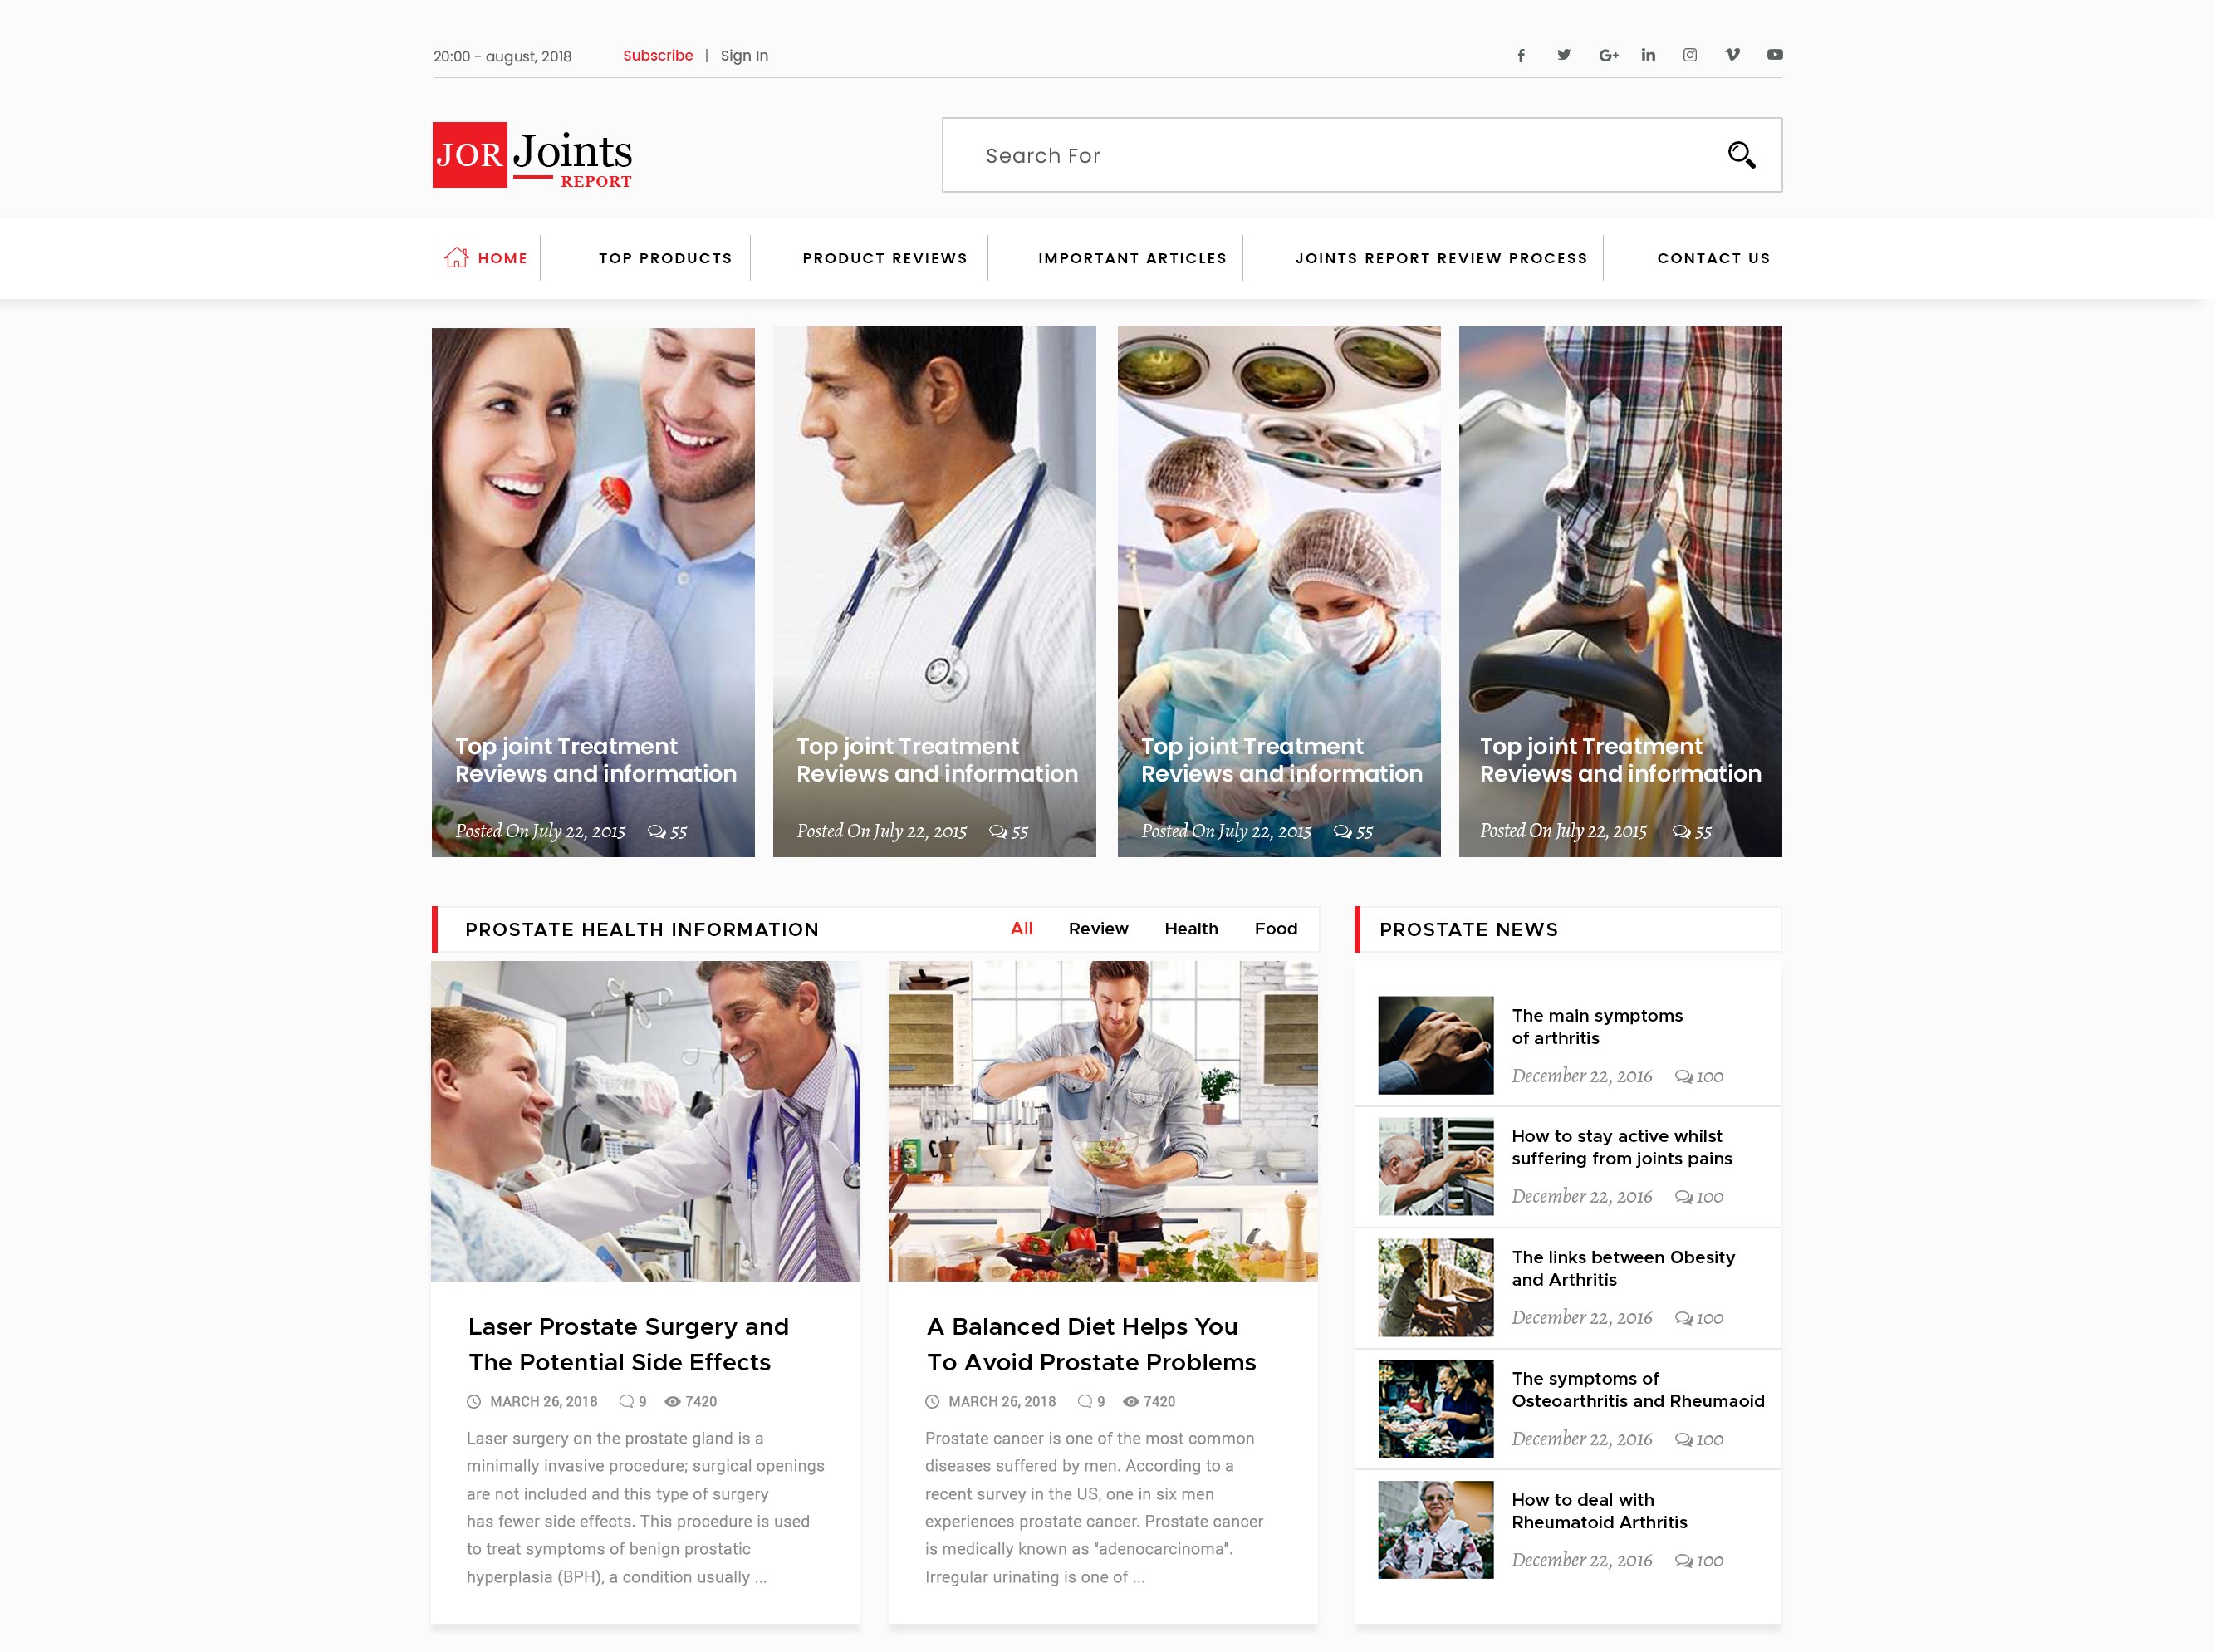 20:00 - august, 2018 Subscribe | Sign In
JOR Joints
REPORT
Search For
HOME TOP PRODUCTS PRODUCT REVIEWS IMPORTANT ARTICLES JOINTS REPORT REVIEW PROCESS CONTACT US
Top joint Treatment
Reviews and information
Posted On July 22, 2015 55
Top joint Treatment
Reviews and information
Posted On July 22, 2015 55
Top joint Treatment
Reviews and information
Posted On July 22, 2015 55
Top joint Treatment
Reviews and information
Posted On July 22, 2015 55
PROSTATE HEALTH INFORMATION All Review Health Food
Laser Prostate Surgery and
The Potential Side Effects
MARCH 26, 2018 9 7420
Laser surgery on the prostate gland is a
minimally invasive procedure; surgical openings
are not included and this type of surgery
has fewer side effects. This procedure is used
to treat symptoms of benign prostatic
hyperplasia (BPH), a condition usually ...
A Balanced Diet Helps You
To Avoid Prostate Problems
MARCH 26, 2018 9 7420
Prostate cancer is one of the most common
diseases suffered by men. According to a
recent survey in the US, one in six men
experiences prostate cancer. Prostate cancer
is medically known as "adenocarcinoma".
Irregular urinating is one of ...
PROSTATE NEWS
The main symptoms
of arthritis
December 22, 2016 100
How to stay active whilst
suffering from joints pains
December 22, 2016 100
The links between Obesity
and Arthritis
December 22, 2016 100
The symptoms of
Osteoarthritis and Rheumaoid
December 22, 2016 100
How to deal with
Rheumatoid Arthritis
December 22, 2016 100